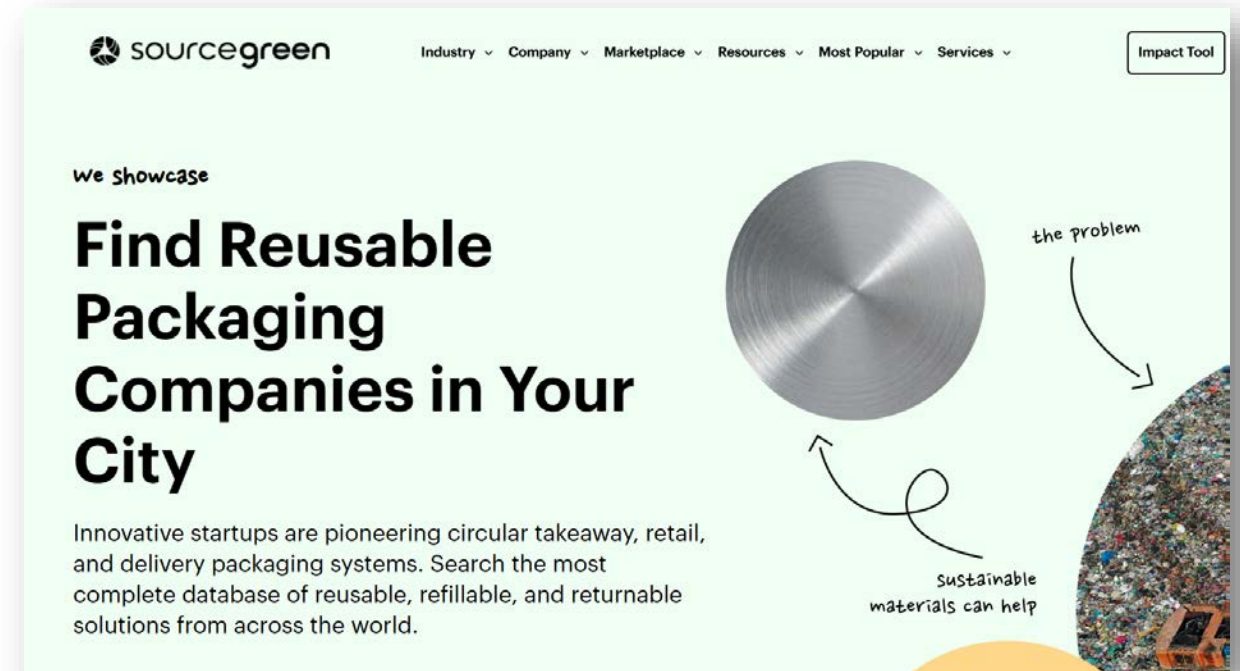 sourcegreen
Industry Company Marketplace Resources Most Popular Services Impact Tool
we showcase
Find Reusable
Packaging
Companies in Your
City
Innovative startups are pioneering circular takeaway, retail,
and delivery packaging systems. Search the most
complete database of reusable, refillable, and returnable
solutions from across the world.
the problem
sustainable
materials can help